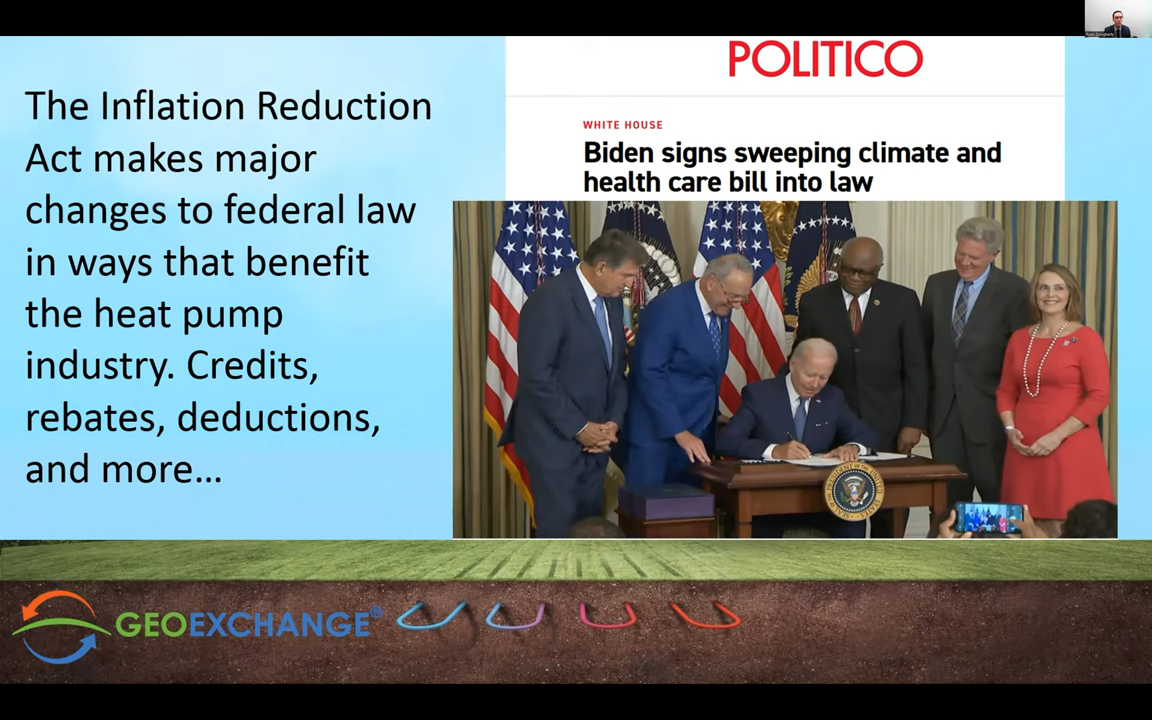 The Inflation Reduction
Act makes major
changes to federal law
in ways that benefit
the heat pump
industry. Credits,
rebates, deductions,
and more...
POLITICO
WHITE HOUSE
Biden signs sweeping climate and
health care bill into law
GEOEXCHANGE®